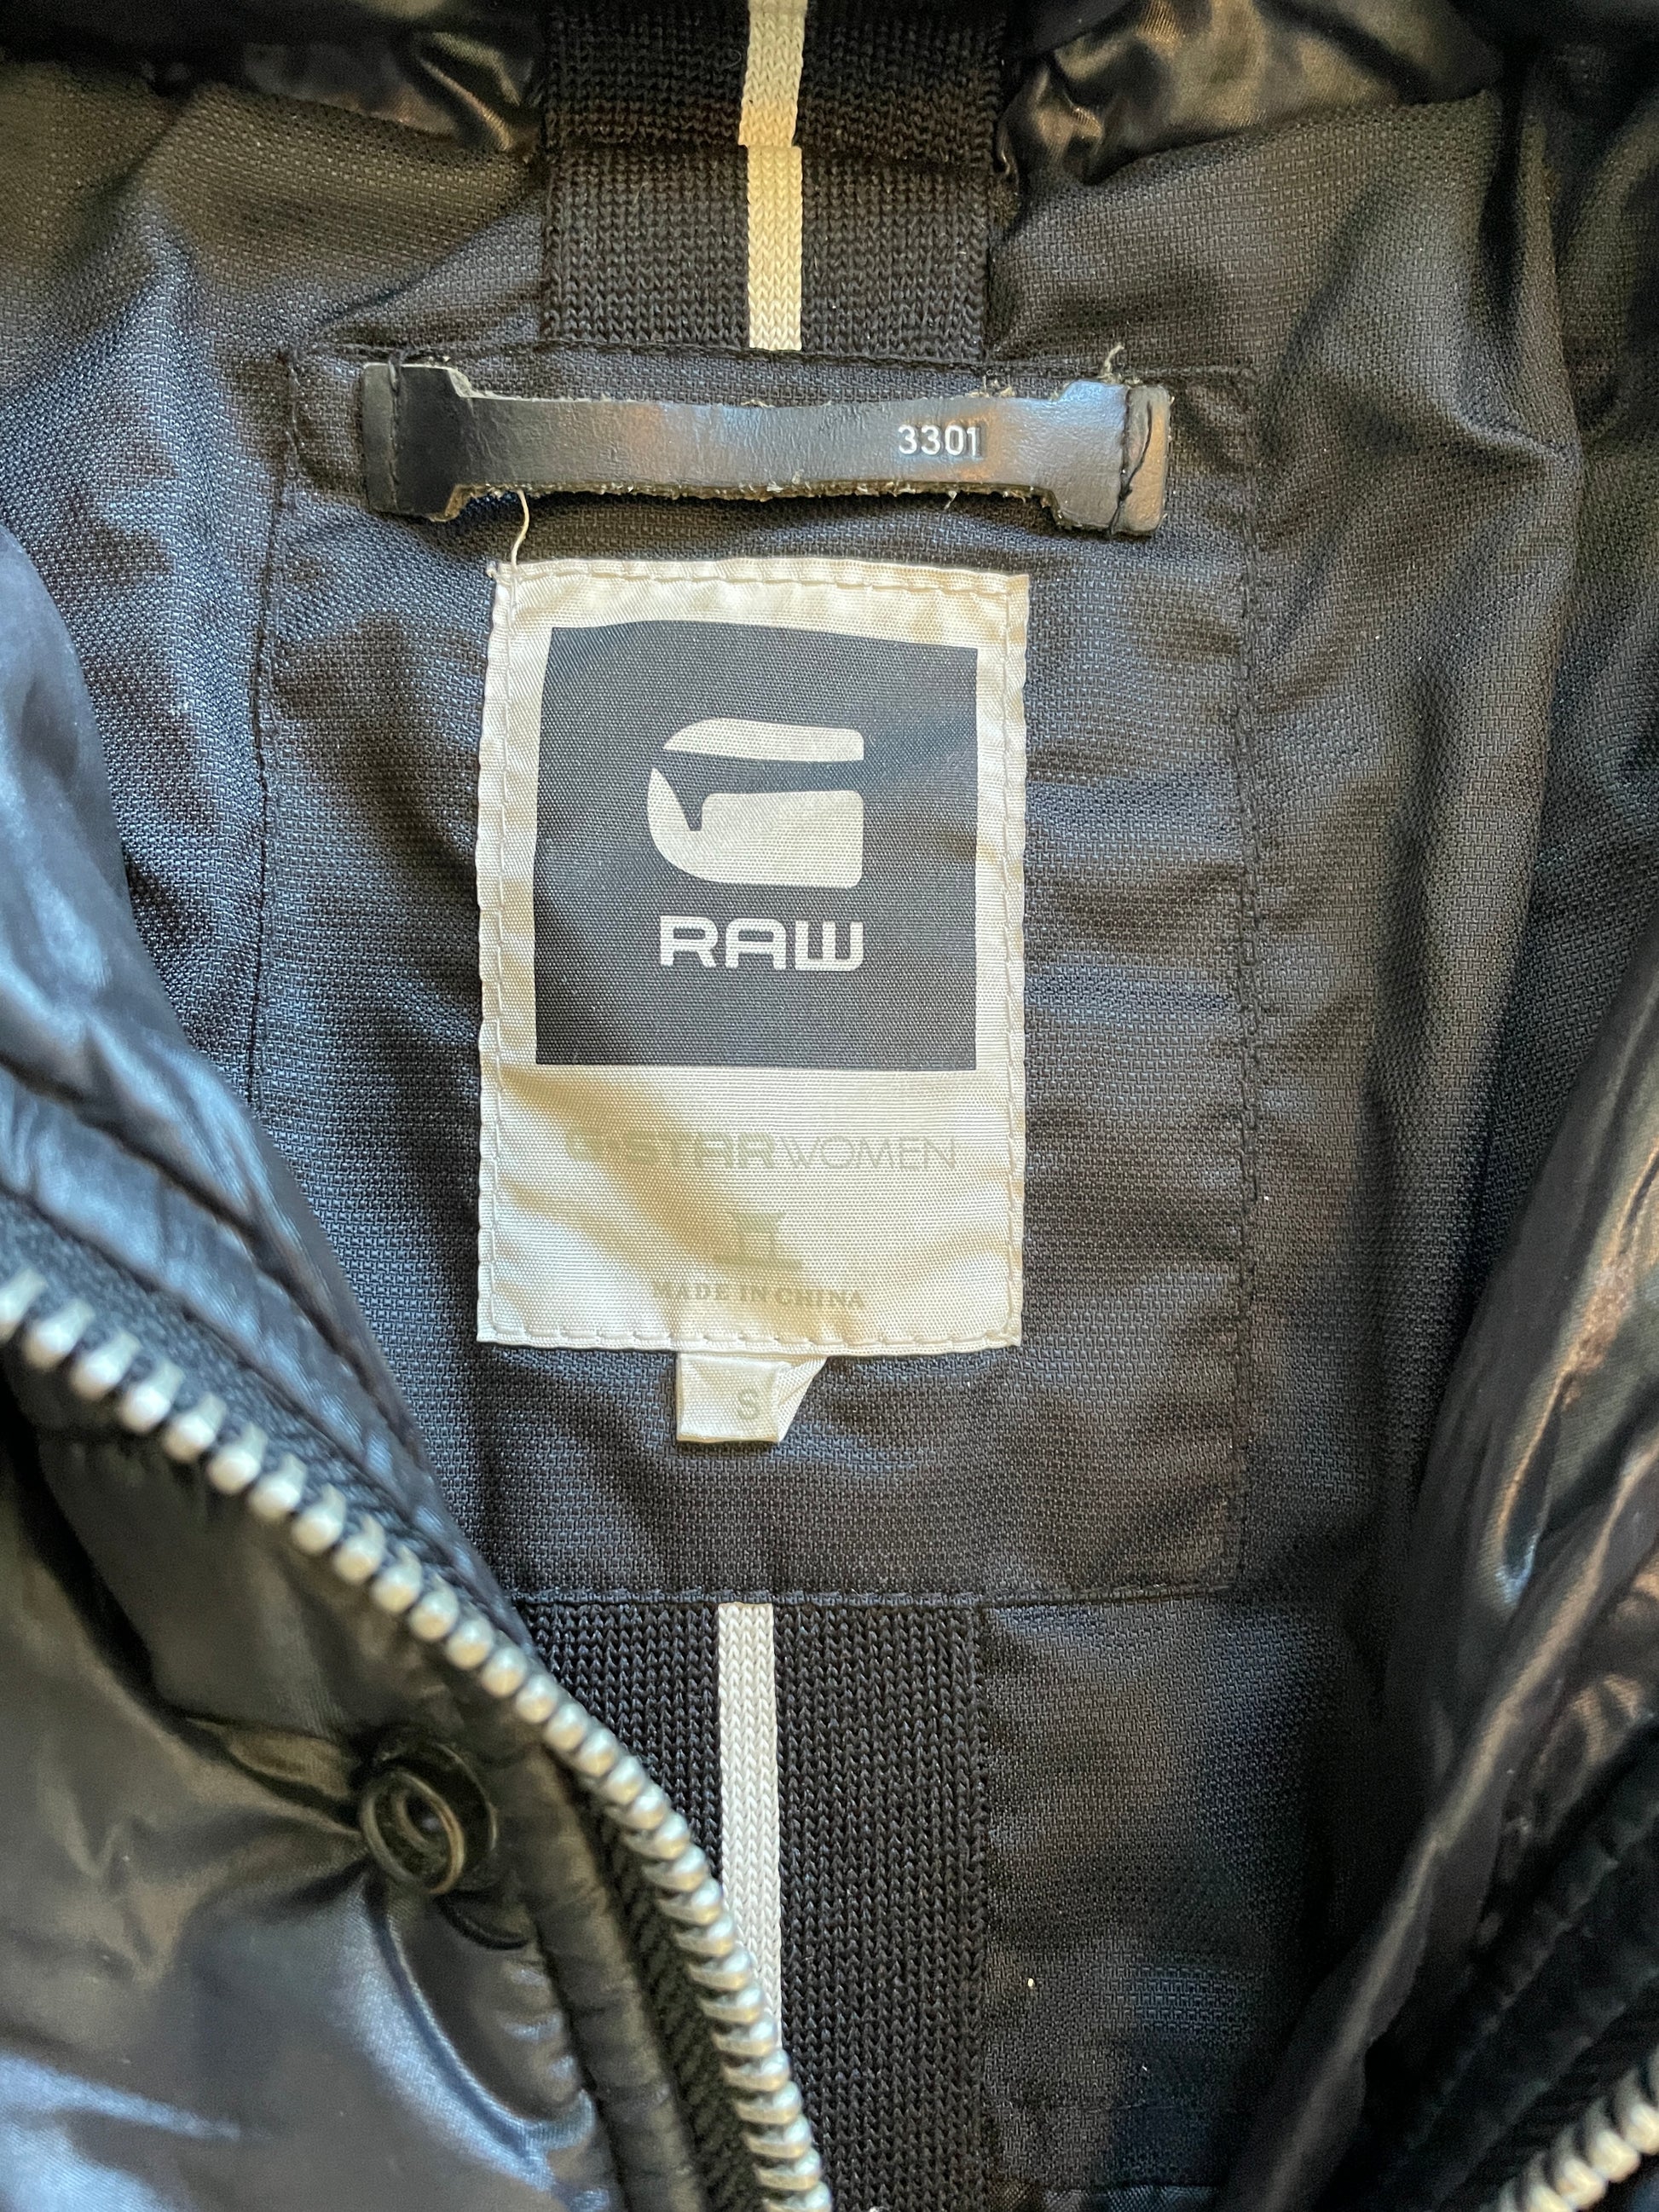 3301
RAW
G-STAR WOMEN
MADE IN CHINA
S